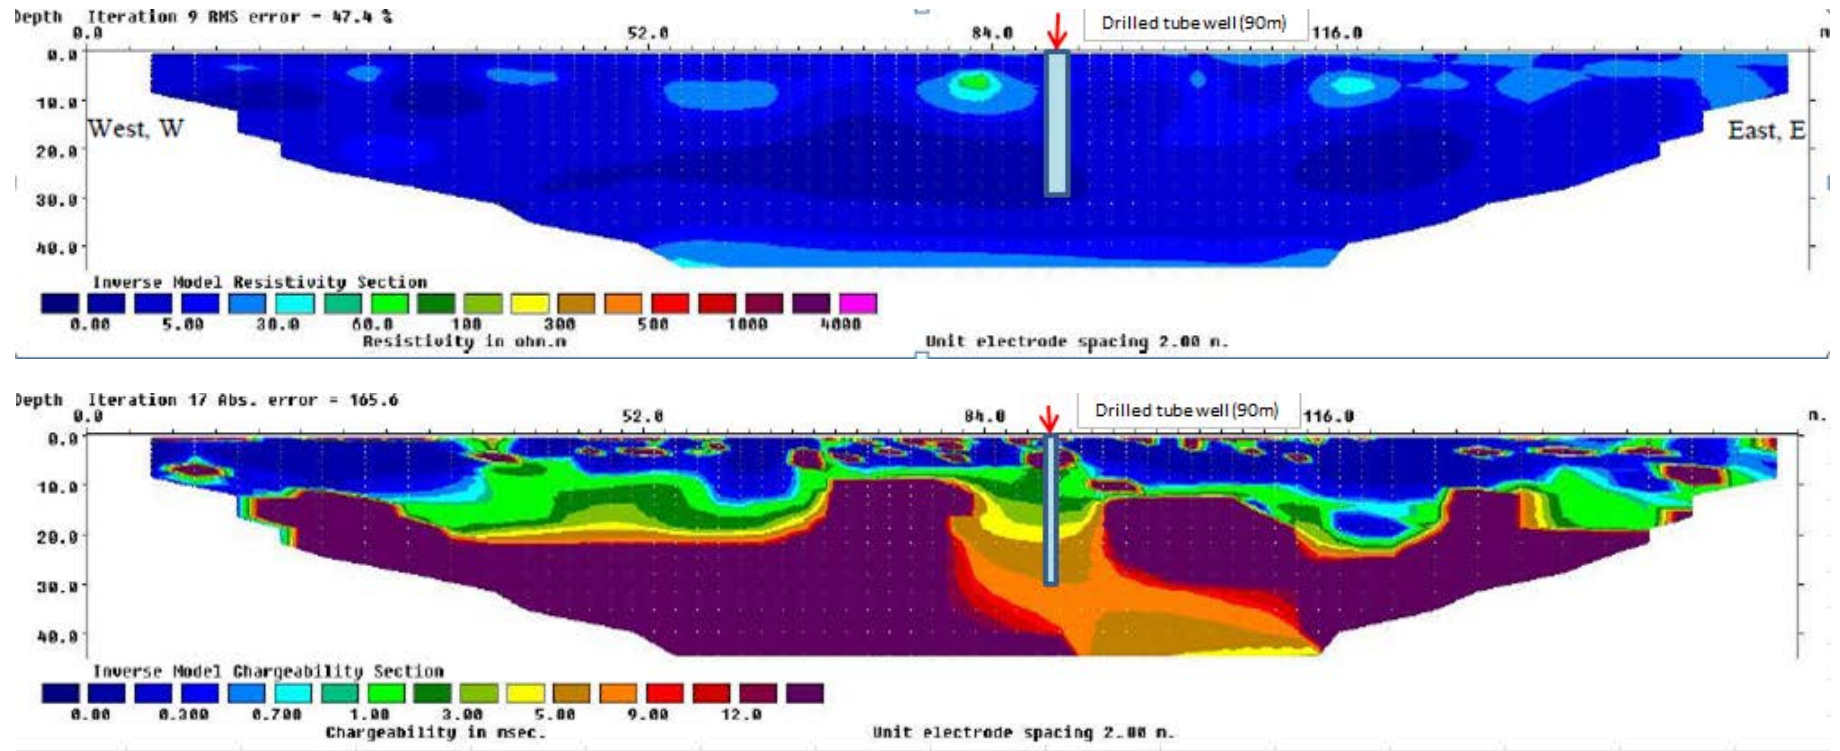 Depth Iteration 9 RMS error - 47.4 %
0.0 52.0 84.0 116.0 m
Drilled tube well (90m)
0.0
10.0
West, W
East, E
20.0
30.0
40.0
Inverse Model Resistivity Section
0.00 5.00 30.0 60.0 100 300 500 1000 4000
Resistivity in ohm.m
Unit electrode spacing 2.00 m.
Depth Iteration 17 Abs. error = 165.6
0.0 52.0 84.0 116.0 m.
Drilled tube well (90m)
0.0
10.0
20.0
30.0
40.0
Inverse Model Chargeability Section
0.00 0.300 0.700 1.00 3.00 5.00 9.00 12.0
Chargeability in msec.
Unit electrode spacing 2.00 m.